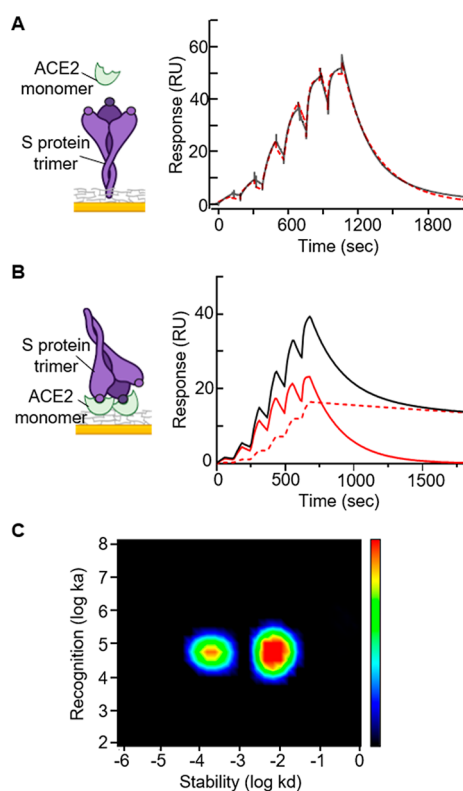 A
ACE2
monomer
S protein
trimer
Response (RU)
60
40
20
0
0
600
1200
1800
Time (sec)
B
S protein
trimer
ACE2
monomer
Response (RU)
40
20
0
0
500
1000
1500
Time (sec)
C
Recognition (log ka)
8
7
6
5
4
3
2
-6
-5
-4
-3
-2
-1
0
Stability (log kd)